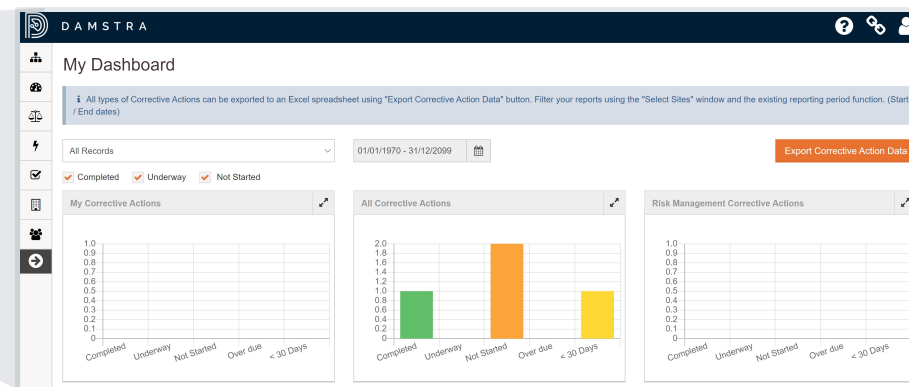 DAMSTRA
My Dashboard
i All types of Corrective Actions can be exported to an Excel spreadsheet using "Export Corrective Action Data" button. Filter your reports using the "Select Sites" window and the existing reporting period function. (Start
/ End dates)
All Records
01/01/1970 - 31/12/2099
Export Corrective Action Data
Completed Underway Not Started
My Corrective Actions
All Corrective Actions
Risk Management Corrective Actions
1.0
0.9
0.8
0.7
0.6
0.5
0.4
0.3
0.2
0.1
0
Completed Underway Not Started Over due < 30 Days
2.0
1.8
1.6
1.4
1.2
1.0
0.8
0.6
0.4
0.2
0
Completed Underway Not Started Over due < 30 Days
1.0
0.9
0.8
0.7
0.6
0.5
0.4
0.3
0.2
0.1
0
Completed Underway Not Started Over due < 30 Days